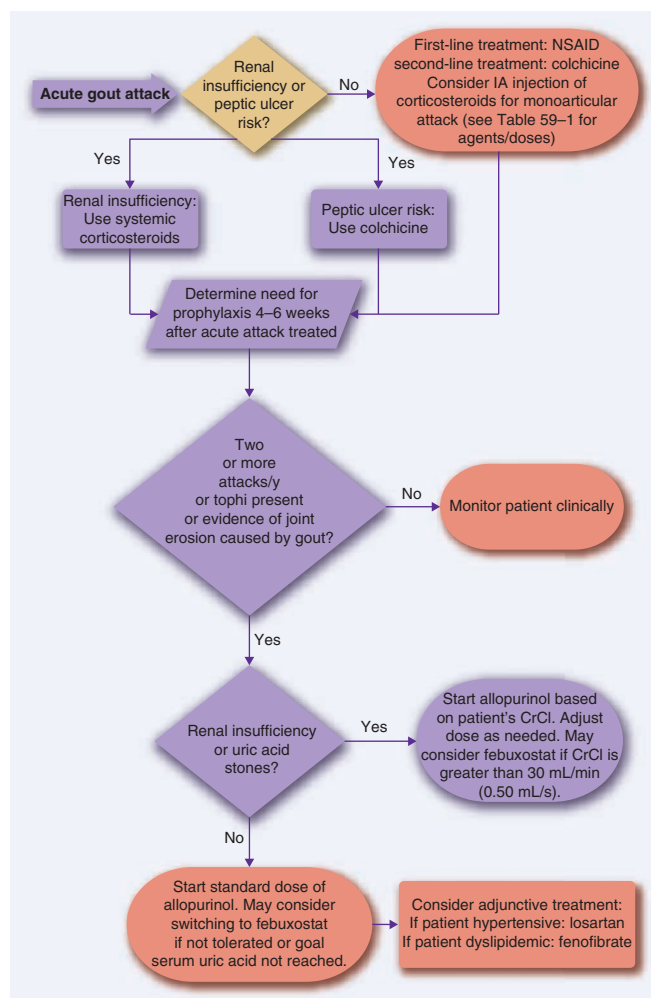 Acute gout attack
Renal
insufficiency or
peptic ulcer
risk?
No
First-line treatment: NSAID
second-line treatment: colchicine
Consider IA injection of
corticosteroids for monoarticular
attack (see Table 59–1 for
agents/doses)
Yes
Yes
Renal insufficiency:
Use systemic
corticosteroids
Peptic ulcer risk:
Use colchicine
Determine need for
prophylaxis 4–6 weeks
after acute attack treated
Two
or more
attacks/y
or tophi present
or evidence of joint
erosion caused by gout?
No
Monitor patient clinically
Yes
Renal insufficiency
or uric acid
stones?
Yes
Start allopurinol based
on patient's CrCl. Adjust
dose as needed. May
consider febuxostat if CrCl is
greater than 30 mL/min
(0.50 mL/s).
No
Start standard dose of
allopurinol. May consider
switching to febuxostat
if not tolerated or goal
serum uric acid not reached.
Consider adjunctive treatment:
If patient hypertensive: losartan
If patient dyslipidemic: fenofibrate